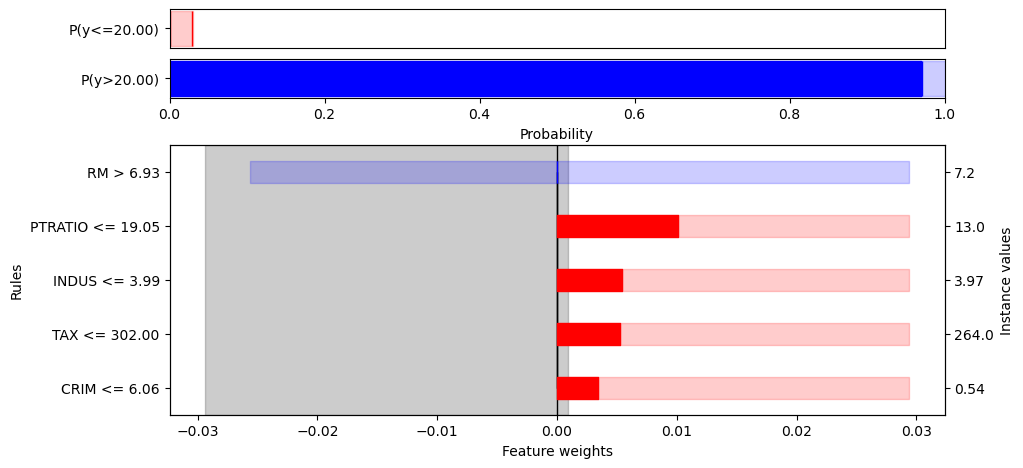 P(y<=20.00)
P(y>20.00)
0.0 0.2 0.4 0.6 0.8 1.0
Probability
RM > 6.93 7.2
PTRATIO <= 19.05 13.0
INDUS <= 3.99 3.97
TAX <= 302.00 264.0
CRIM <= 6.06 0.54
Rules
Instance values
−0.03 −0.02 −0.01 0.00 0.01 0.02 0.03
Feature weights